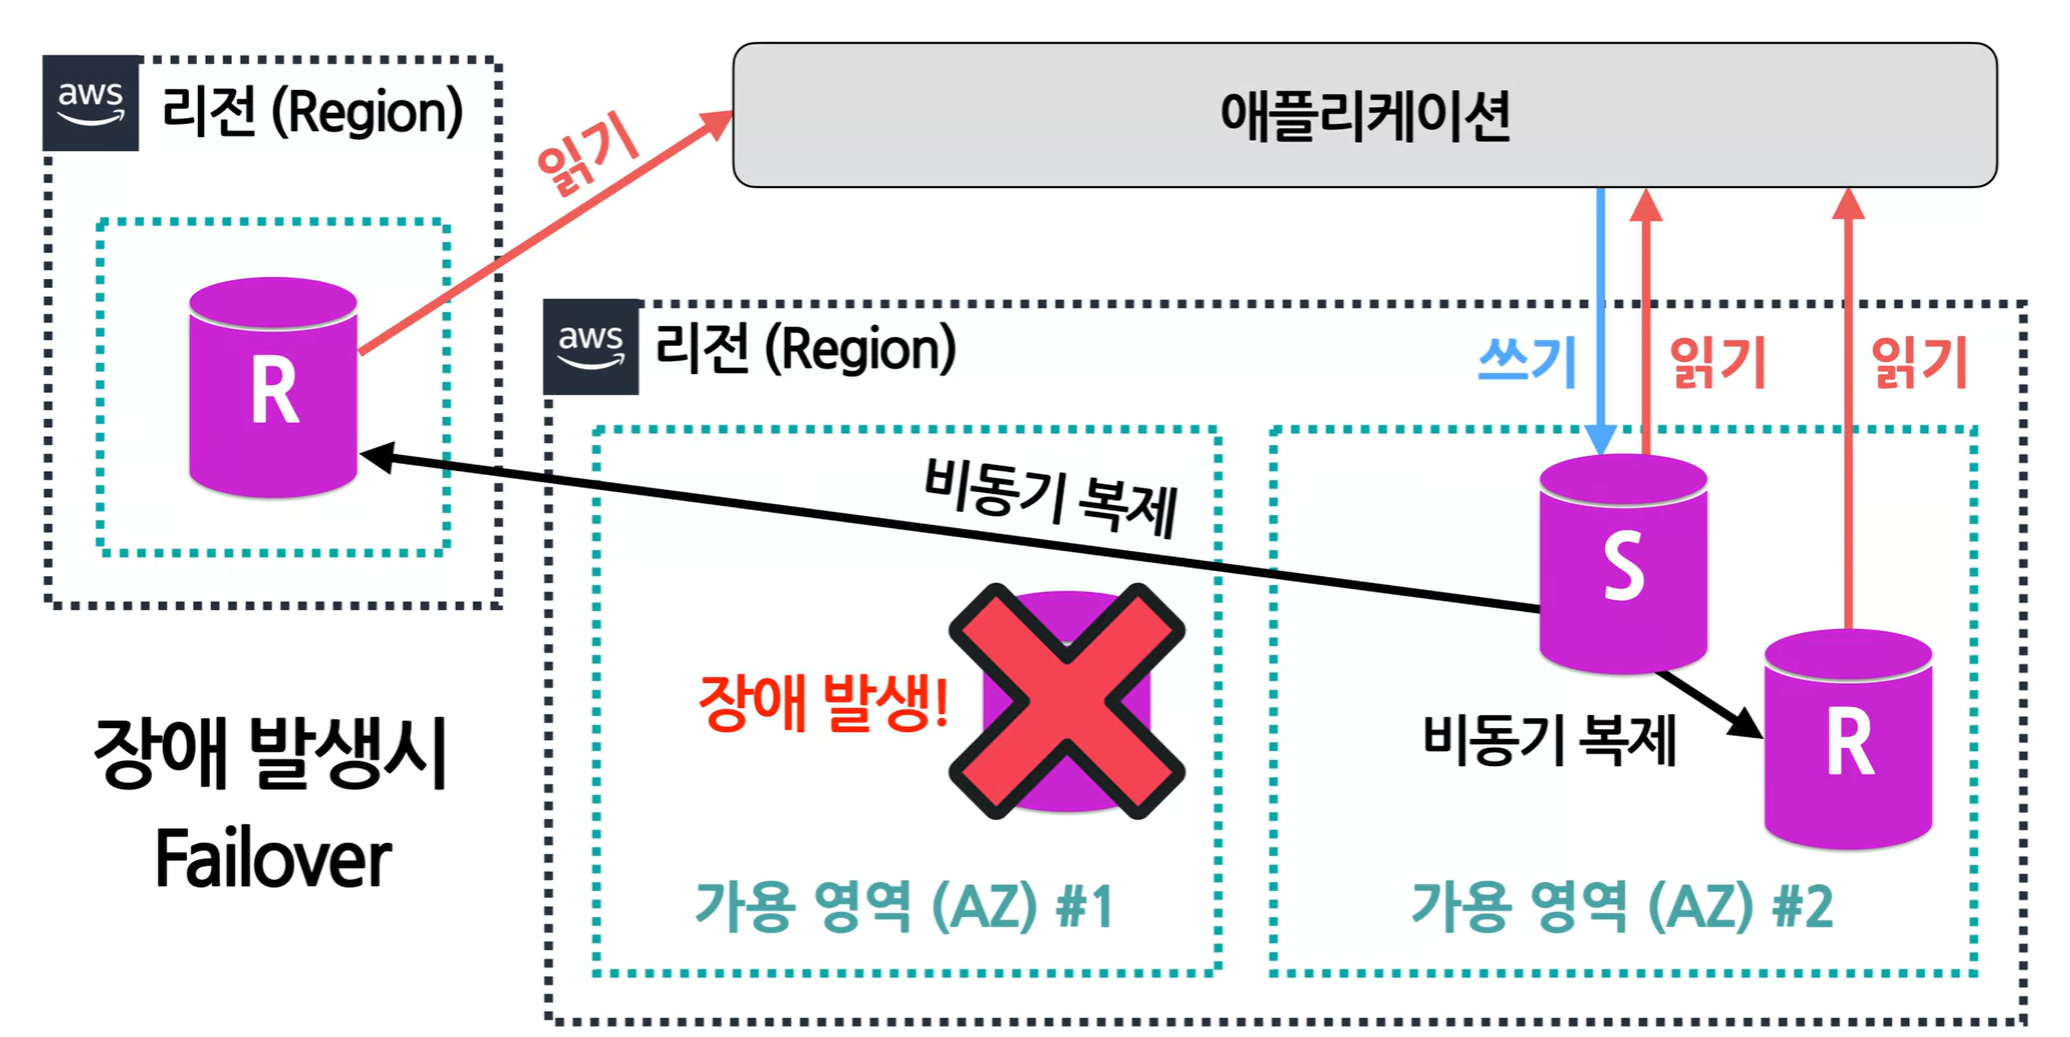 aws
리전 (Region)
애플리케이션
읽기
R
aws
리전 (Region)
쓰기
읽기
읽기
비동기 복제
S
장애 발생!
비동기 복제
R
장애 발생시
Failover
가용 영역 (AZ) #1
가용 영역 (AZ) #2